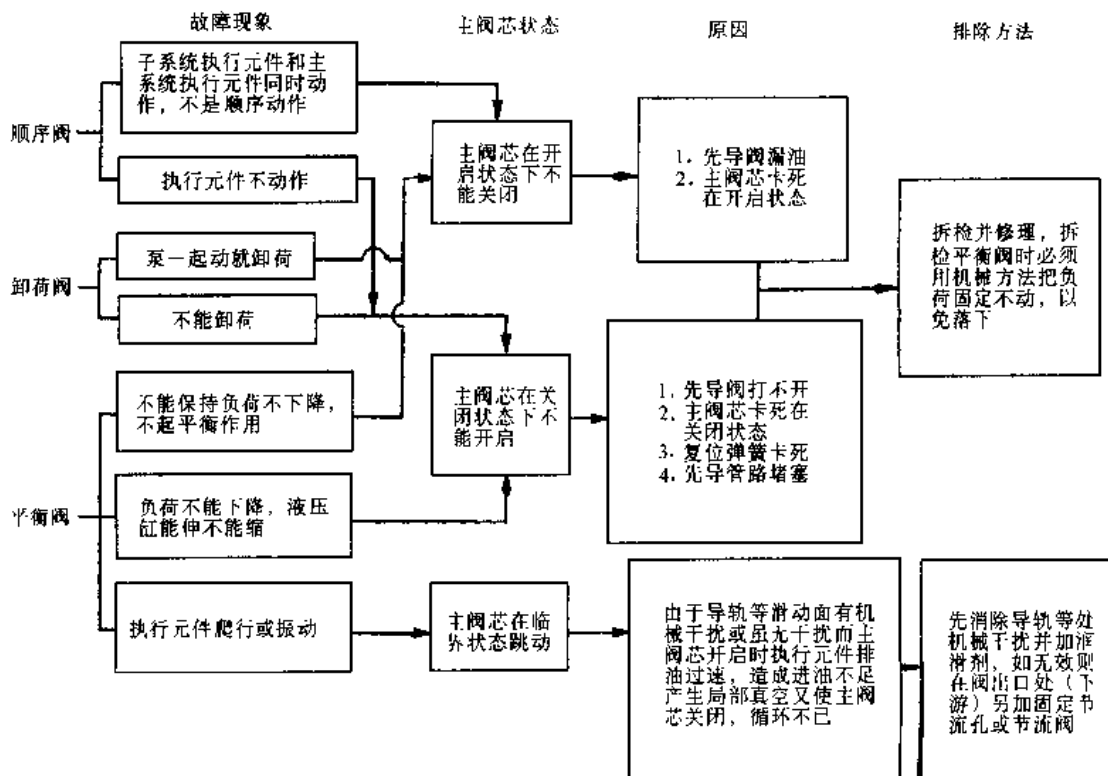 故障现象
主阀芯状态
原因
排除方法
顺序阀
子系统执行元件和主
系统执行元件同时动
作，不是顺序动作
执行元件不动作
卸荷阀
泵一起动就卸荷
不能卸荷
平衡阀
不能保持负荷不下降，
不起平衡作用
负荷不能下降，液压
缸能伸不能缩
执行元件爬行或振动
主阀芯在开
启状态下不
能关闭
主阀芯在关
闭状态下不
能开启
主阀芯在临
界状态跳动
1. 先导阀漏油
2. 主阀芯卡死
在开启状态
1. 先导阀打不开
2. 主阀芯卡死在
关闭状态
3. 复位弹簧卡死
4. 先导管路堵塞
由于导轨等滑动面有机
械干扰或虽无干扰而主
阀芯开启时执行元件排
油过速，造成进油不足
产生局部真空又使主阀
芯关闭，循环不已
拆检并修理，拆
检平衡阀时必须
用机械方法把负
荷固定不动，以
免落下
先消除导轨等处
机械干扰并加润
滑剂，如无效则
在阀出口处（下
游）另加固定节
流孔或节流阀